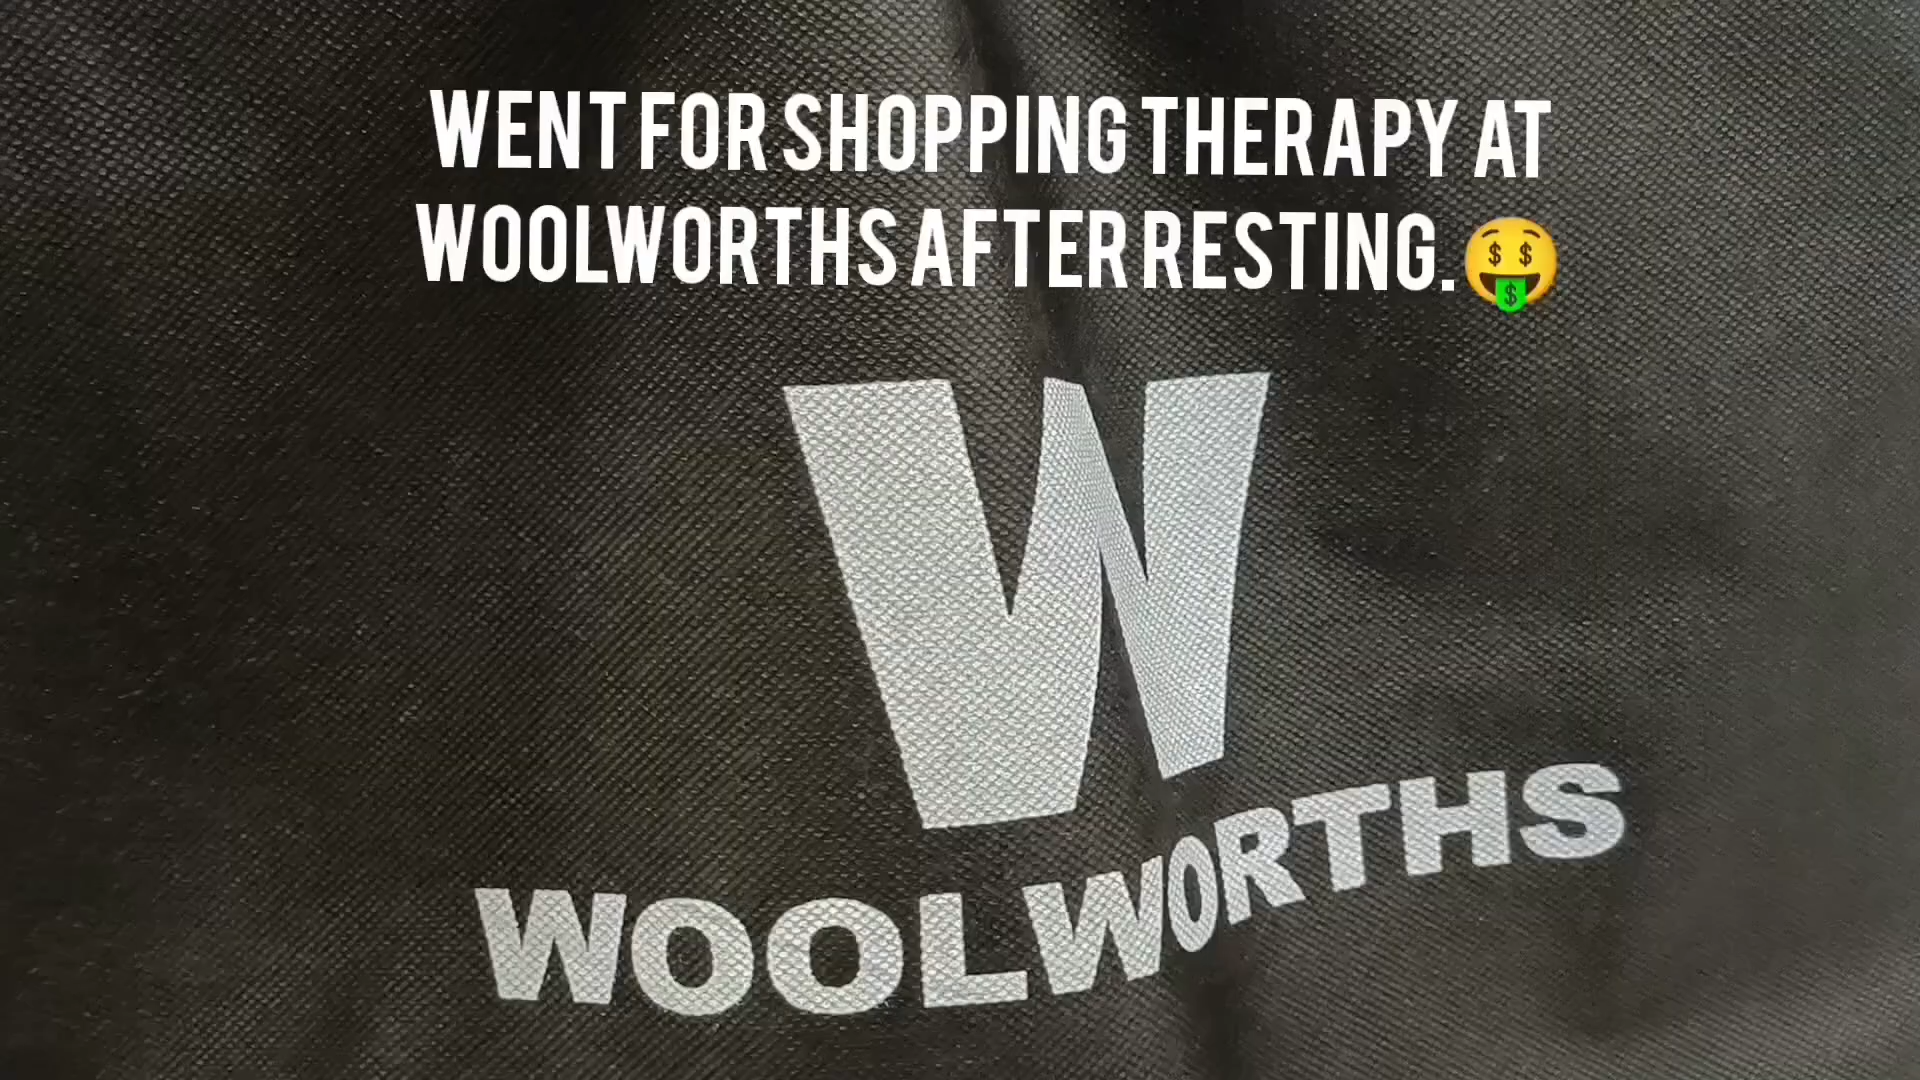 WENT FOR SHOPPING THERAPY AT
WOOLWORTHS AFTER RESTING.🤑
W
WOOLWORTHS